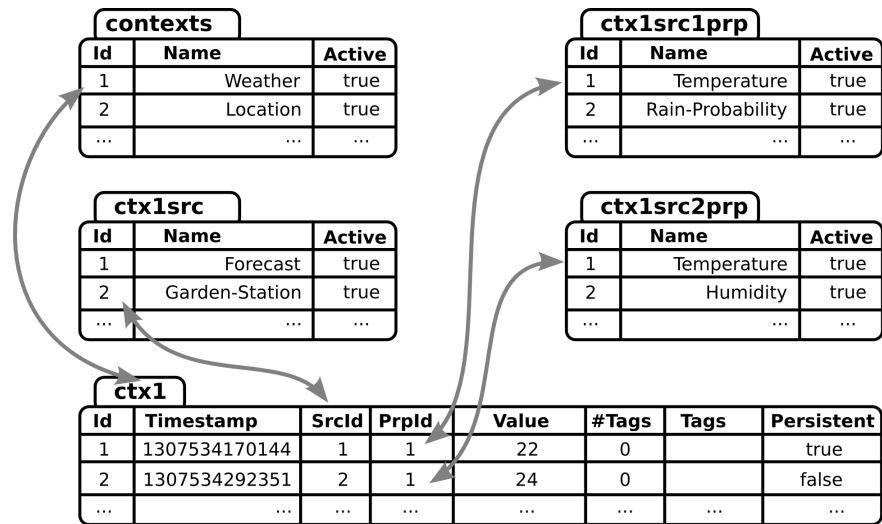 contexts
Id Name Active
1 Weather true
2 Location true
... ... ...
ctx1src1prp
Id Name Active
1 Temperature true
2 Rain-Probability true
... ... ...
ctx1src
Id Name Active
1 Forecast true
2 Garden-Station true
... ... ...
ctx1src2prp
Id Name Active
1 Temperature true
2 Humidity true
... ... ...
ctx1
Id Timestamp SrcId PrpId Value #Tags Tags Persistent
1 1307534170144 1 1 22 0 true
2 1307534292351 2 1 24 0 false
... ... ... ... ... ... ... ...